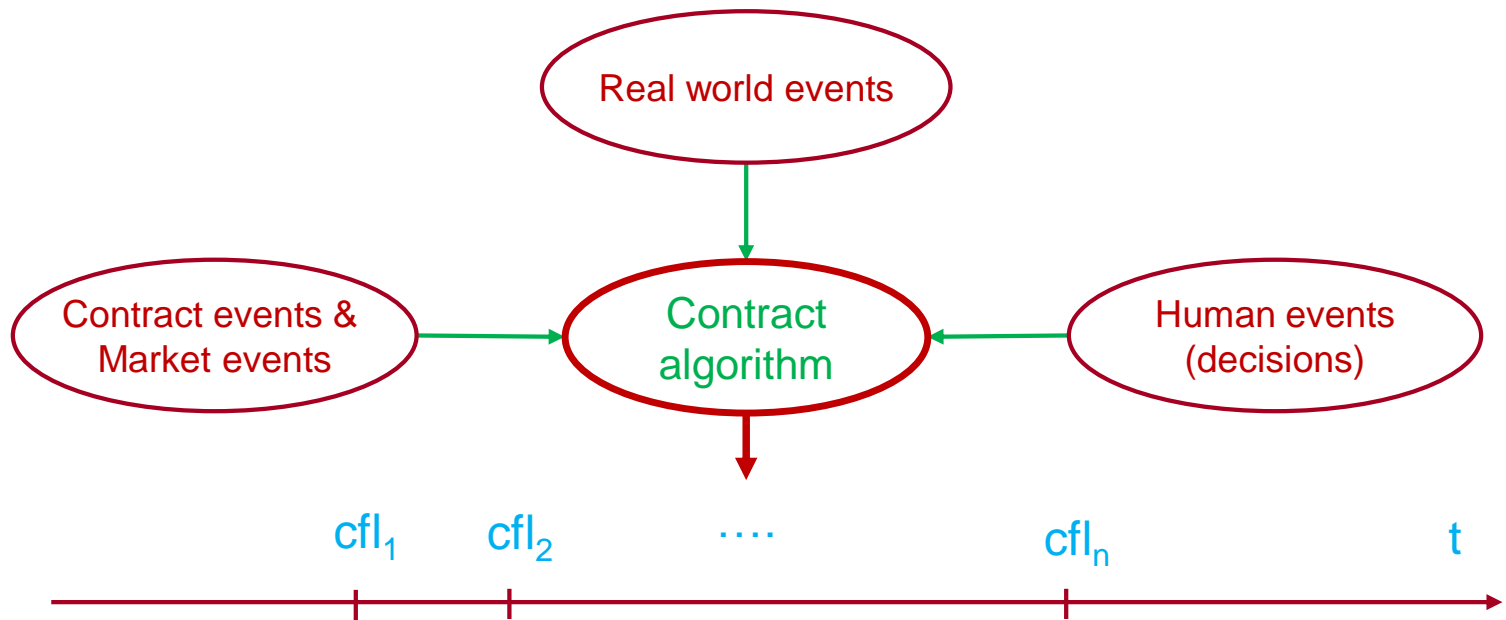 Real world events
Contract events &
Market events
Contract
algorithm
Human events
(decisions)
cfl₁ cfl₂ .... cflₙ t